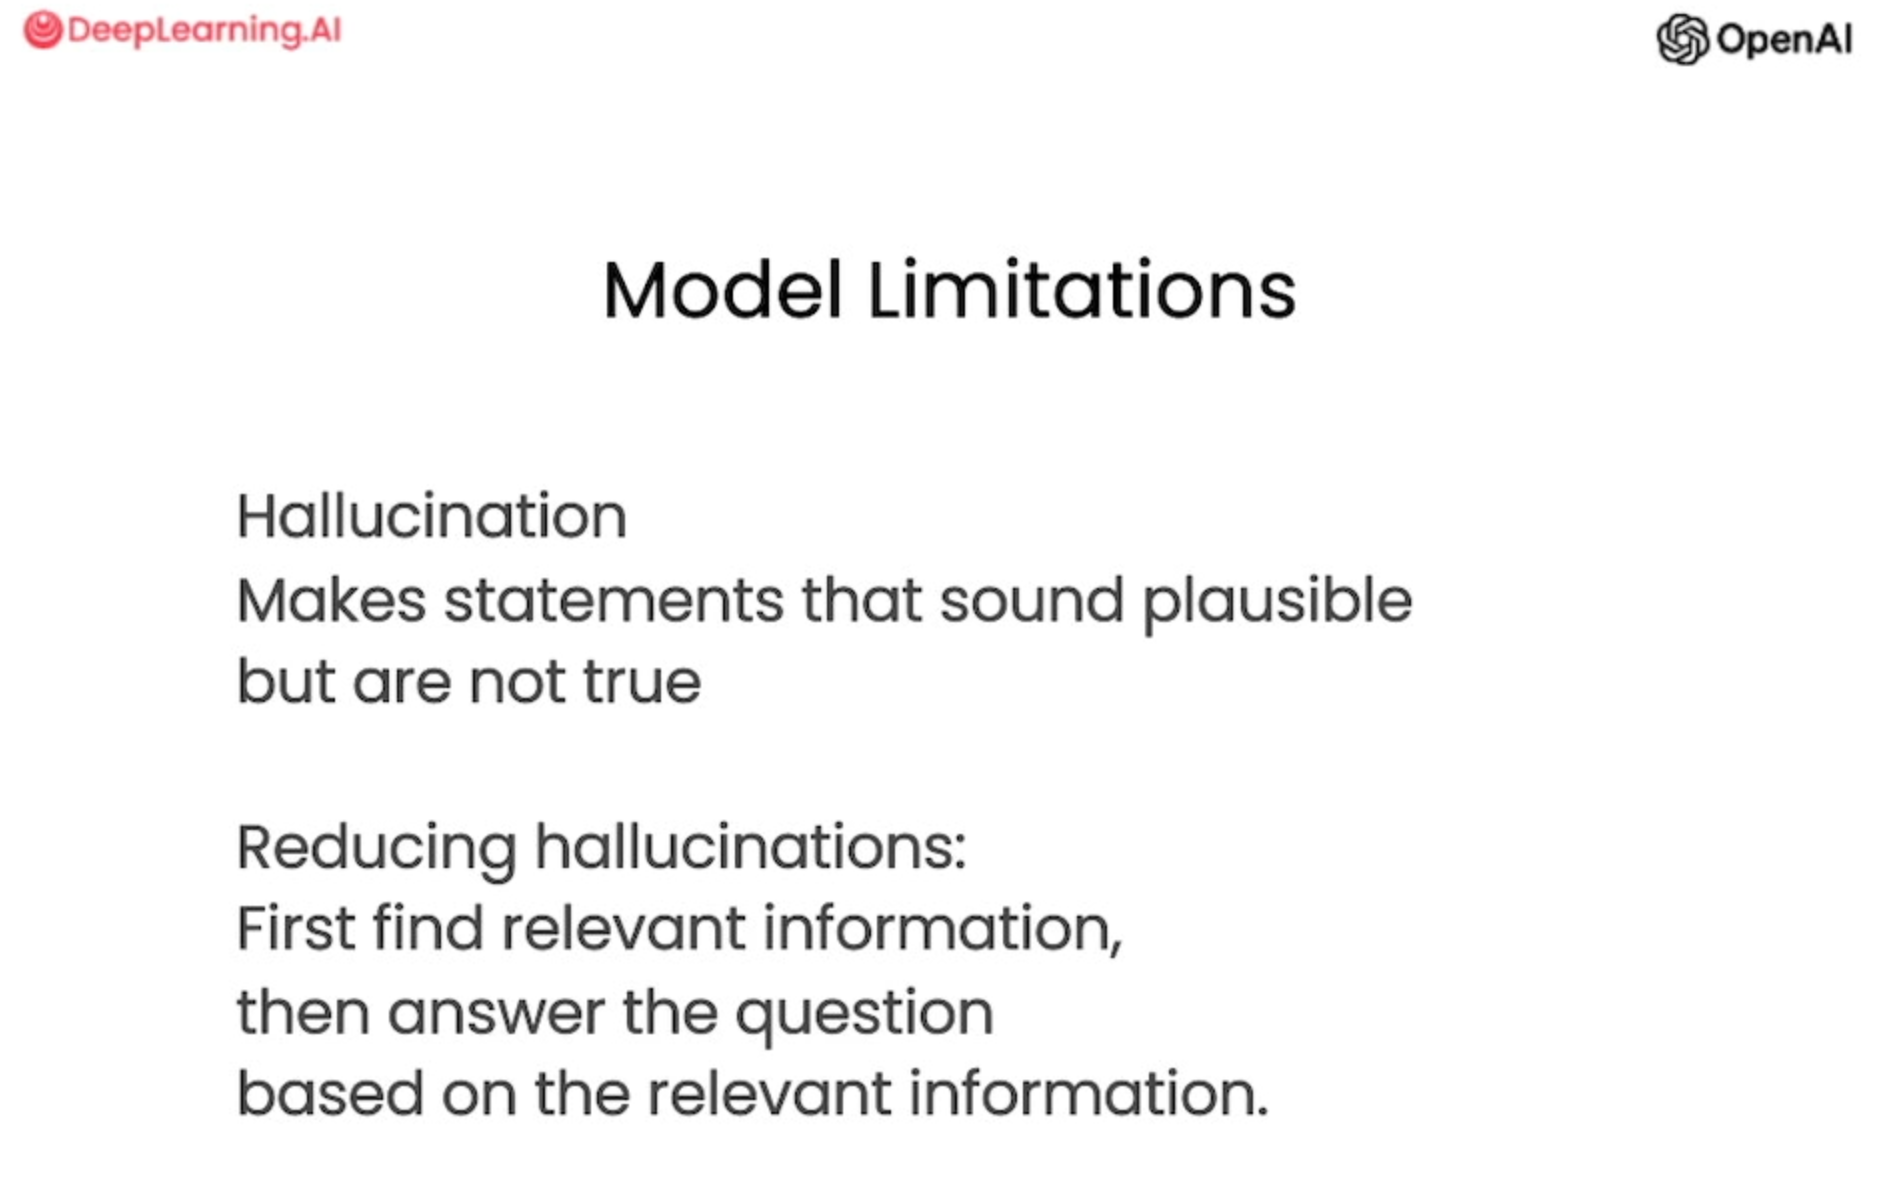 DeepLearning.AI
OpenAI
Model Limitations
Hallucination
Makes statements that sound plausible
but are not true
Reducing hallucinations:
First find relevant information,
then answer the question
based on the relevant information.